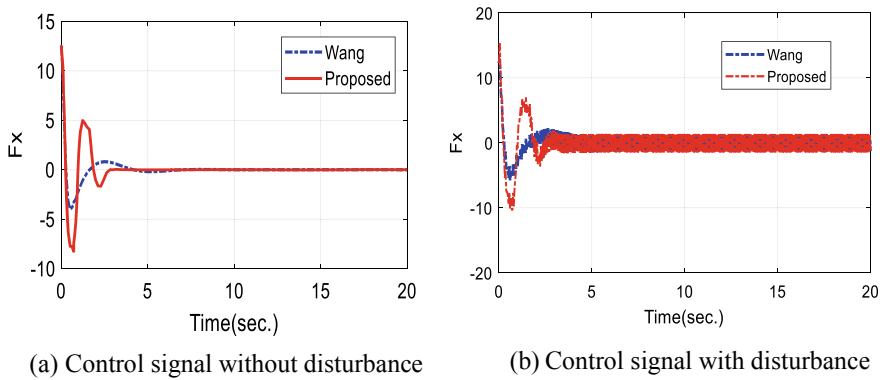 15
10
5
0
-5
-10
Fx
0 5 10 15 20
Time(sec.)
Wang
Proposed
(a) Control signal without disturbance
20
10
0
-10
-20
Fx
0 5 10 15 20
Time(sec.)
Wang
Proposed
(b) Control signal with disturbance